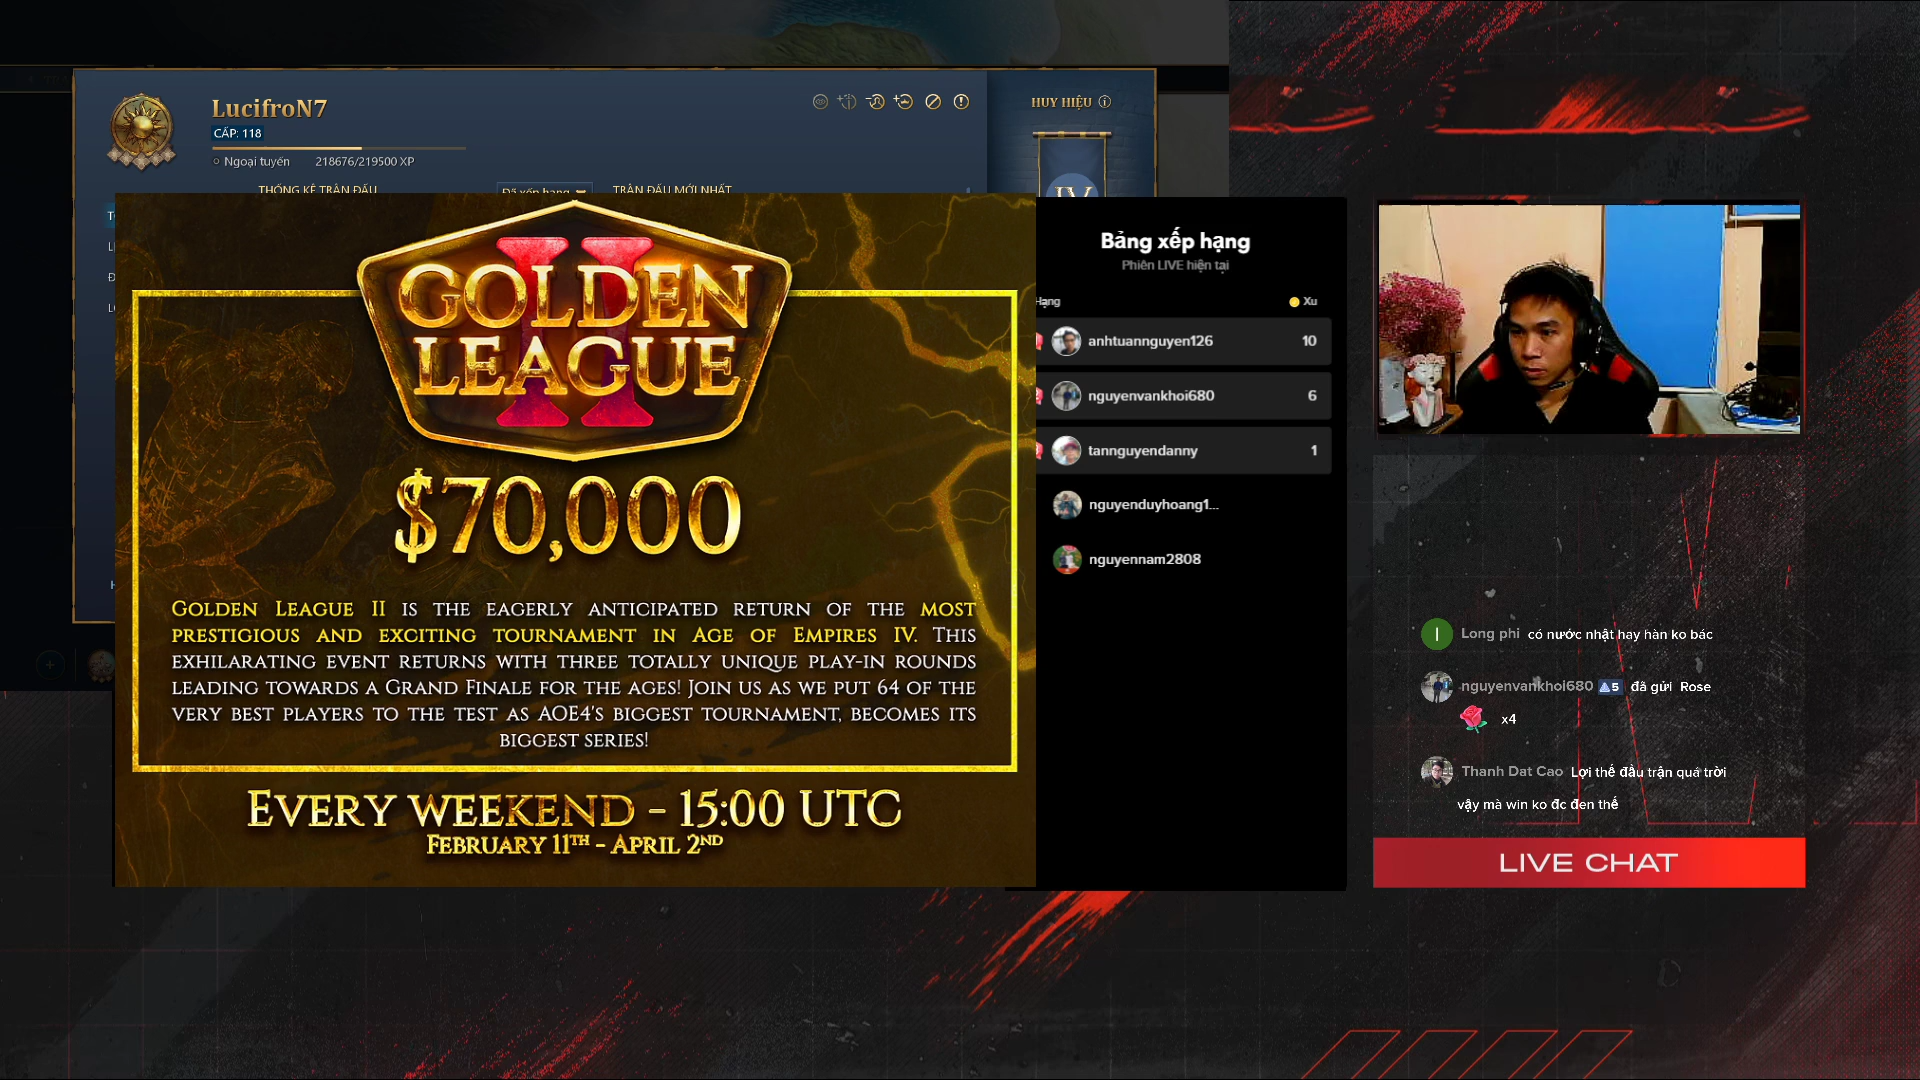 LucifroN7
CẤP: 118
Ngoại tuyến 218676/219500 XP
THỐNG KÊ TRẬN ĐẤU
Đã xếp hạng
TRẬN ĐẤU MỚI NHẤT
HUY HIỆU
IV
II
GOLDEN
LEAGUE
$70,000
GOLDEN LEAGUE II IS THE EAGERLY ANTICIPATED RETURN OF THE MOST
PRESTIGIOUS AND EXCITING TOURNAMENT IN AGE OF EMPIRES IV. THIS
EXHILARATING EVENT RETURNS WITH THREE TOTALLY UNIQUE PLAY-IN ROUNDS
LEADING TOWARDS A GRAND FINALE FOR THE AGES! JOIN US AS WE PUT 64 OF THE
VERY BEST PLAYERS TO THE TEST AS AOE4'S BIGGEST TOURNAMENT, BECOMES ITS
BIGGEST SERIES!
EVERY WEEKEND - 15:00 UTC
FEBRUARY 11TH - APRIL 2ND
Bảng xếp hạng
Phiên LIVE hiện tại
Hạng Xu
anhtuannguyen126 10
nguyenvankhoi680 6
tannguyendanny 1
nguyenduyhoang1...
nguyennam2808
l Long phi có nước nhật hay hàn ko bác
nguyenvankhoi680 5 đã gửi Rose
x4
Thanh Dat Cao Lợi thế đầu trận quá trời
vậy mà win ko đc đen thế
LIVE CHAT